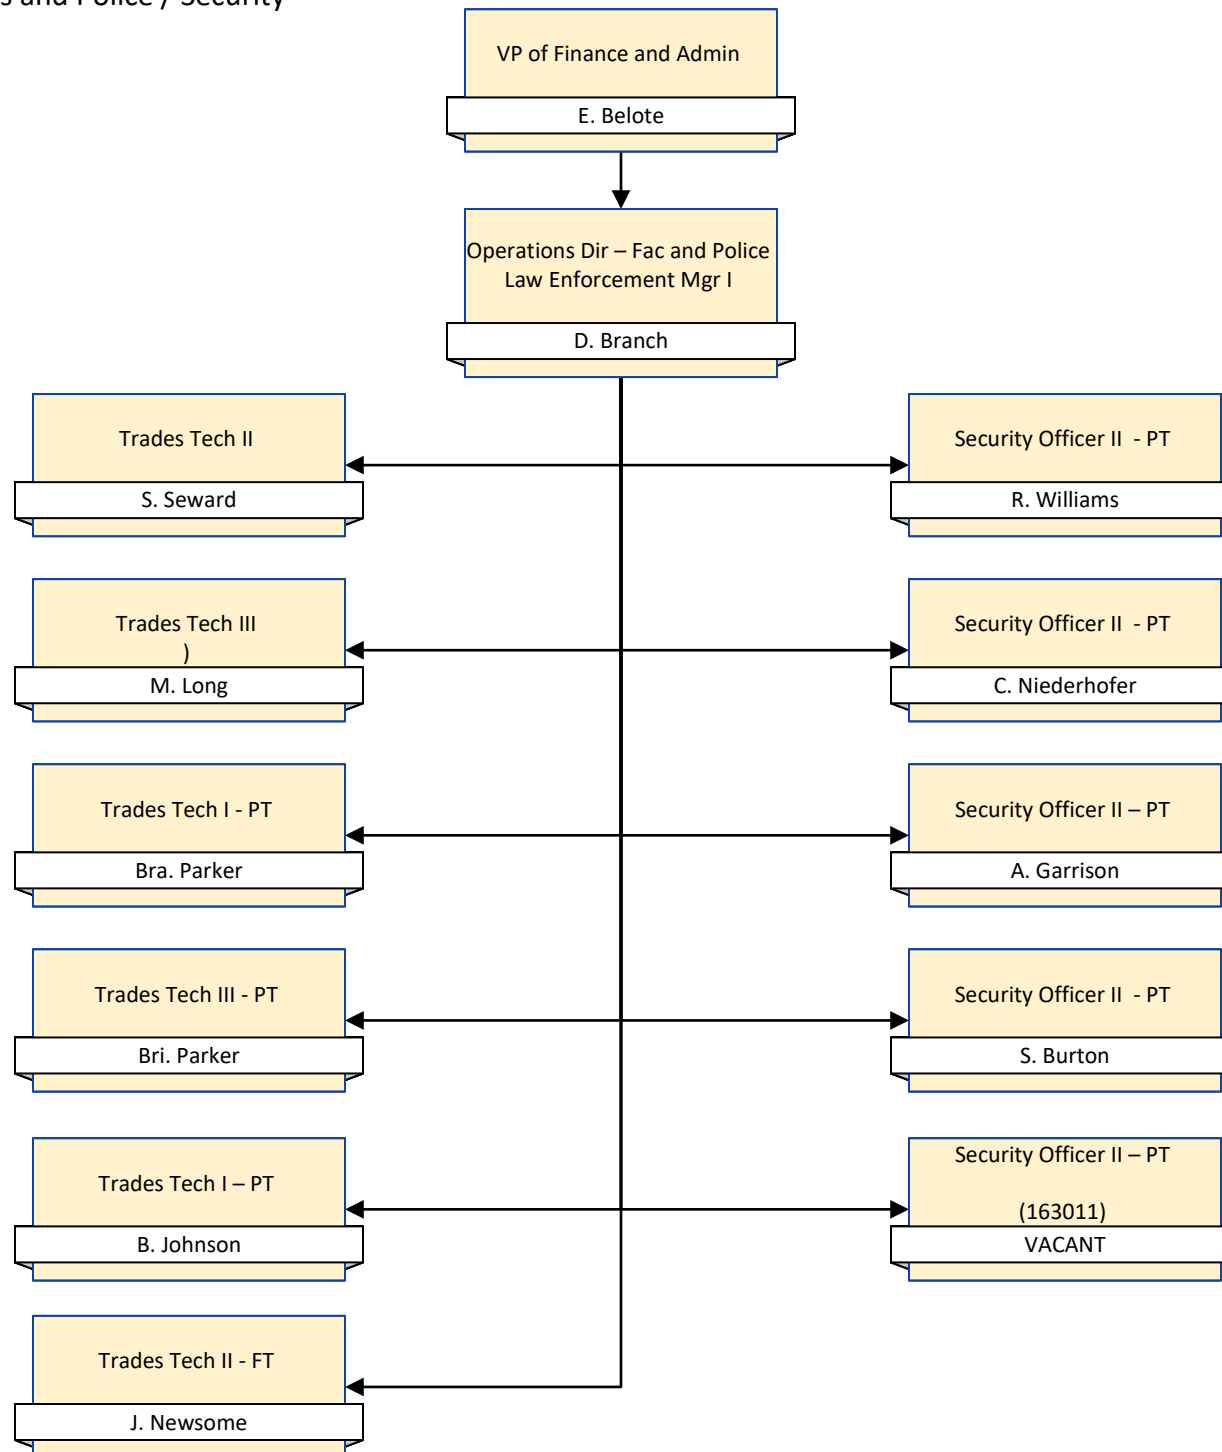 and Police / Security
VP of Finance and Admin
E. Belote
Operations Dir – Fac and Police
Law Enforcement Mgr I
D. Branch
Trades Tech II
S. Seward
Security Officer II  - PT
R. Williams
Trades Tech III
)
M. Long
Security Officer II  - PT
C. Niederhofer
Trades Tech I - PT
Bra. Parker
Security Officer II – PT
A. Garrison
Trades Tech III - PT
Bri. Parker
Security Officer II  - PT
S. Burton
Trades Tech I – PT
B. Johnson
Security Officer II – PT
(163011)
VACANT
Trades Tech II - FT
J. Newsome